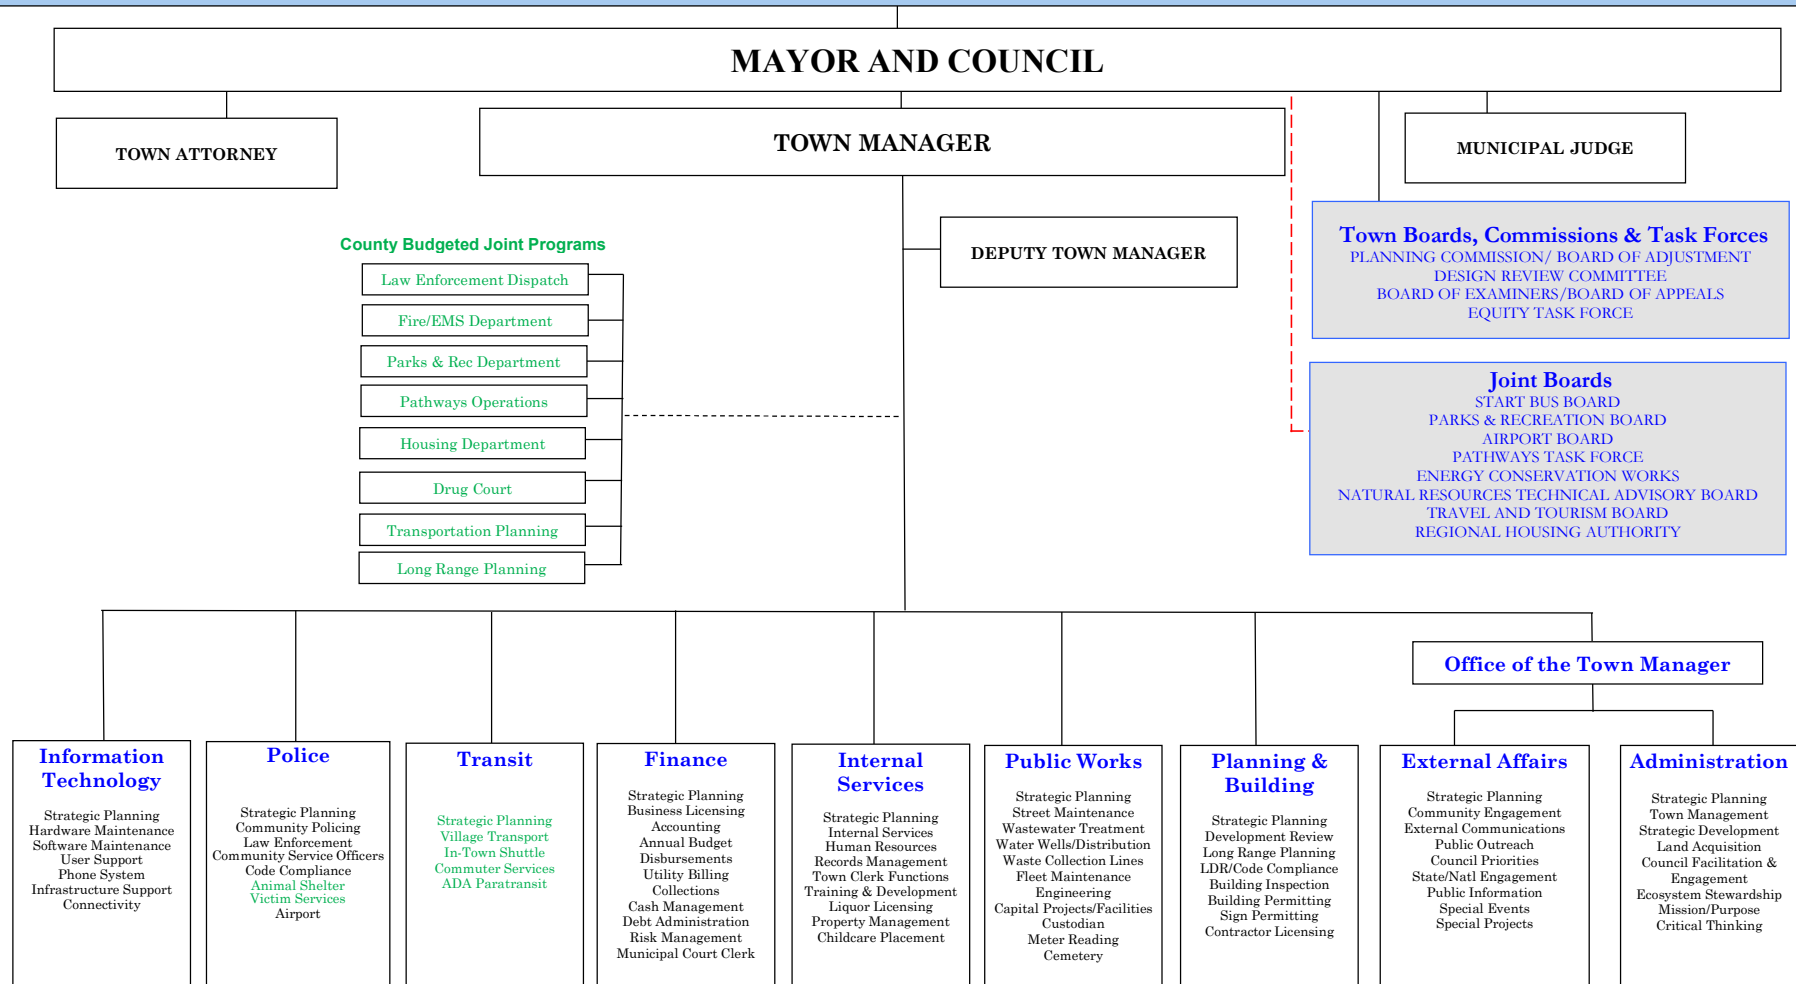 MAYOR AND COUNCIL
TOWN ATTORNEY
TOWN MANAGER
MUNICIPAL JUDGE
DEPUTY TOWN MANAGER
Town Boards, Commissions & Task Forces
PLANNING COMMISSION/ BOARD OF ADJUSTMENT
DESIGN REVIEW COMMITTEE
BOARD OF EXAMINERS/BOARD OF APPEALS
EQUITY TASK FORCE
County Budgeted Joint Programs
Law Enforcement Dispatch
Fire/EMS Department
Parks & Rec Department
Pathways Operations
Housing Department
Drug Court
Transportation Planning
Long Range Planning
Joint Boards
START BUS BOARD
PARKS & RECREATION BOARD
AIRPORT BOARD
PATHWAYS TASK FORCE
ENERGY CONSERVATION WORKS
NATURAL RESOURCES TECHNICAL ADVISORY BOARD
TRAVEL AND TOURISM BOARD
REGIONAL HOUSING AUTHORITY
Office of the Town Manager
Information
Technology
Strategic Planning
Hardware Maintenance
Software Maintenance
User Support
Phone System
Infrastructure Support
Connectivity
Police
Strategic Planning
Community Policing
Law Enforcement
Community Service Officers
Code Compliance
Animal Shelter
Victim Services
Airport
Transit
Strategic Planning
Village Transport
In-Town Shuttle
Commuter Services
ADA Paratransit
Finance
Strategic Planning
Business Licensing
Accounting
Annual Budget
Disbursements
Utility Billing
Collections
Cash Management
Debt Administration
Risk Management
Municipal Court Clerk
Internal
Services
Strategic Planning
Internal Services
Human Resources
Records Management
Town Clerk Functions
Training & Development
Liquor Licensing
Property Management
Childcare Placement
Public Works
Strategic Planning
Street Maintenance
Wastewater Treatment
Water Wells/Distribution
Waste Collection Lines
Fleet Maintenance
Engineering
Capital Projects/Facilities
Custodian
Meter Reading
Cemetery
Planning &
Building
Strategic Planning
Development Review
Long Range Planning
LDR/Code Compliance
Building Inspection
Building Permitting
Sign Permitting
Contractor Licensing
External Affairs
Strategic Planning
Community Engagement
External Communications
Public Outreach
Council Priorities
State/Natl Engagement
Public Information
Special Events
Special Projects
Administration
Strategic Planning
Town Management
Strategic Development
Land Acquisition
Council Facilitation &
Engagement
Ecosystem Stewardship
Mission/Purpose
Critical Thinking